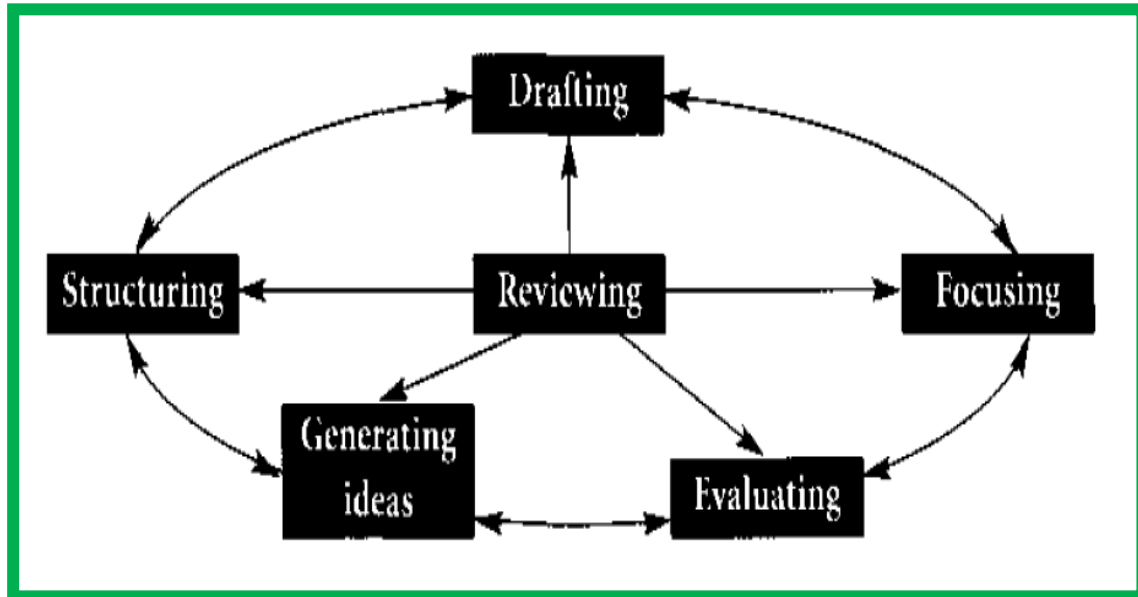 Drafting
Structuring
Reviewing
Focusing
Generating
ideas
Evaluating